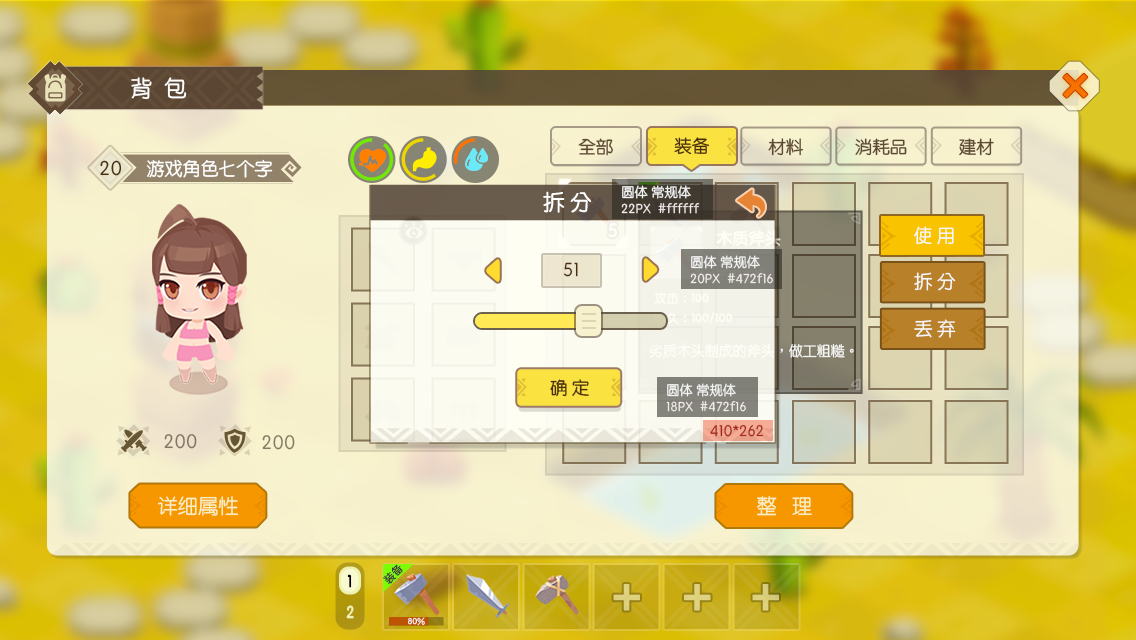 背 包
20
游戏角色七个字
全部
装备
材料
消耗品
建材
拆 分
圆体 常规体
22PX #ffffff
5
木质斧头
51
圆体 常规体
20PX #472f16
攻击：100
久：100/100
劣质木头制成的斧头，做工粗糙。
使 用
拆 分
丢 弃
确 定
圆体 常规体
18PX #472f16
410*262
200
200
详细属性
整 理
1
2
装备
80%